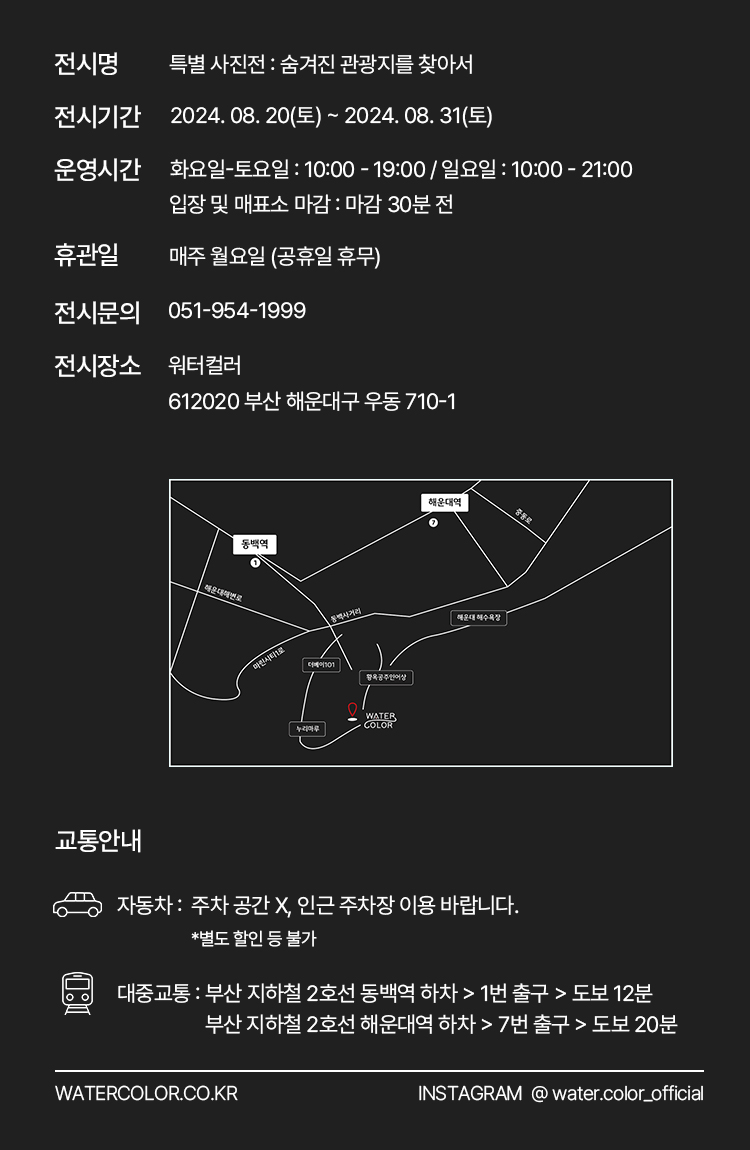 전시명 특별 사진전 : 숨겨진 관광지를 찾아서
전시기간 2024. 08. 20(토) ~ 2024. 08. 31(토)
운영시간 화요일-토요일 : 10:00 - 19:00 / 일요일 : 10:00 - 21:00
입장 및 매표소 마감 : 마감 30분 전
휴관일 매주 월요일 (공휴일 휴무)
전시문의 051-954-1999
전시장소 워터컬러
612020 부산 해운대구 우동 710-1
해운대역
7
중동로
동백역
1
해운대해변로
동백사거리
해운대 해수욕장
마린시티1로
더베이101
황옥공주인어상
WATER
COLOR
누리마루
교통안내
자동차 : 주차 공간 X, 인근 주차장 이용 바랍니다.
*별도 할인 등 불가
대중교통 : 부산 지하철 2호선 동백역 하차 > 1번 출구 > 도보 12분
부산 지하철 2호선 해운대역 하차 > 7번 출구 > 도보 20분
WATERCOLOR.CO.KR INSTAGRAM @ water.color_official